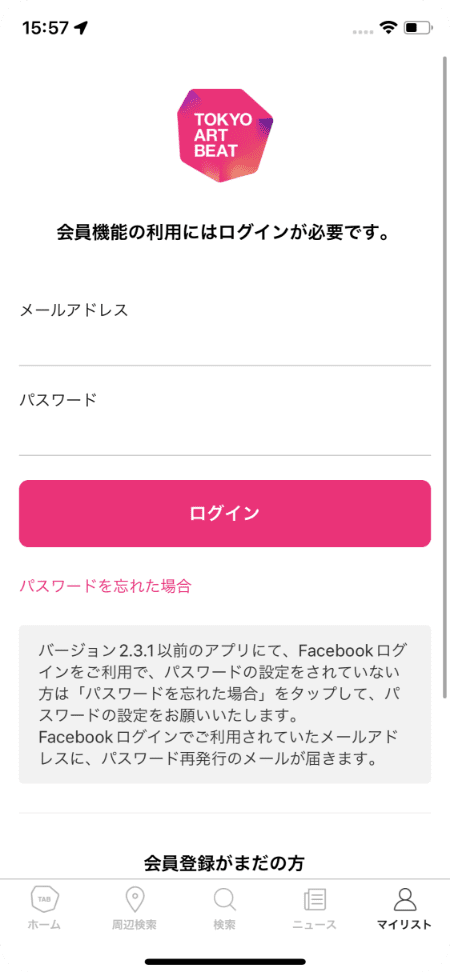 15:57
TOKYO
ART
BEAT
会員機能の利用にはログインが必要です。
メールアドレス
パスワード
ログイン
パスワードを忘れた場合
バージョン2.3.1以前のアプリにて、Facebookログ
インをご利用で、パスワードの設定をされていない
方は「パスワードを忘れた場合」をタップして、パ
スワードの設定をお願いいたします。
Facebookログインでご利用されていたメールアド
レスに、パスワード再発行のメールが届きます。
会員登録がまだの方
TAB
ホーム
周辺検索
検索
ニュース
マイリスト